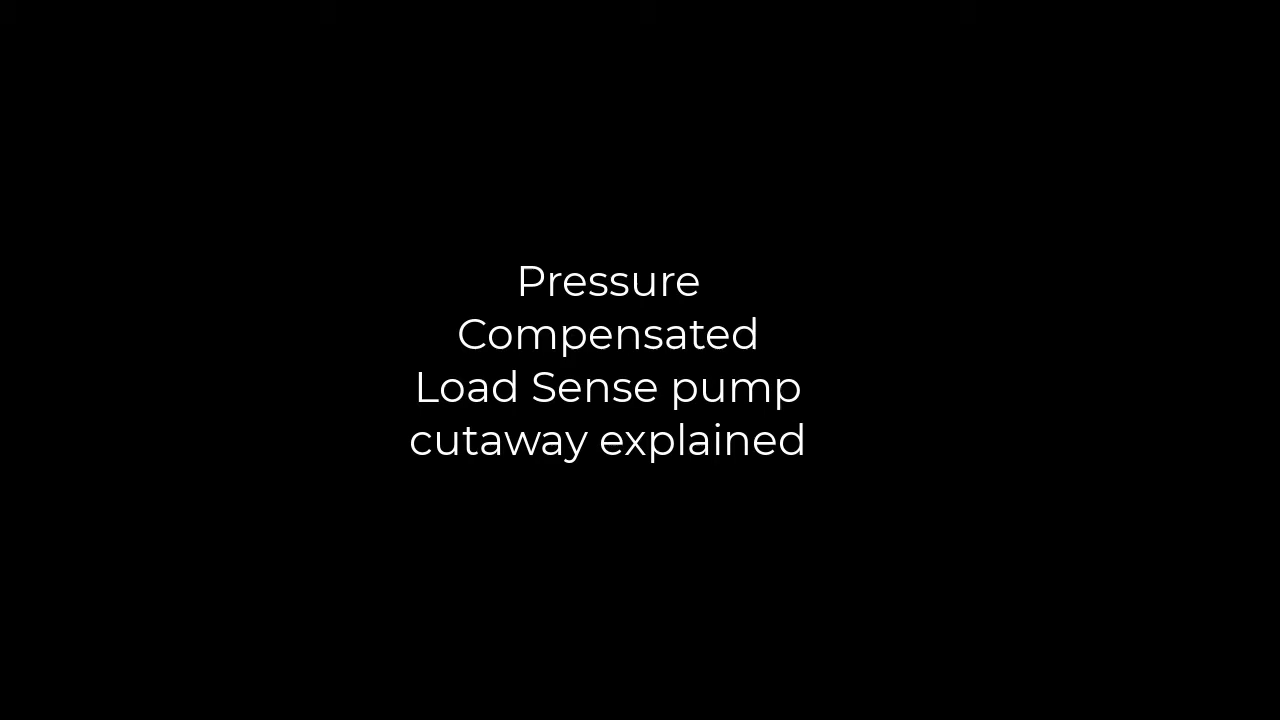 Pressure
Compensated
Load Sense pump
cutaway explained